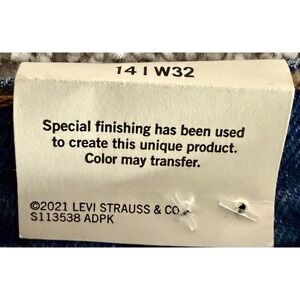 14 I W32
Special finishing has been used
to create this unique product.
Color may transfer.
©2021 LEVI STRAUSS & CO
S113538 ADPK